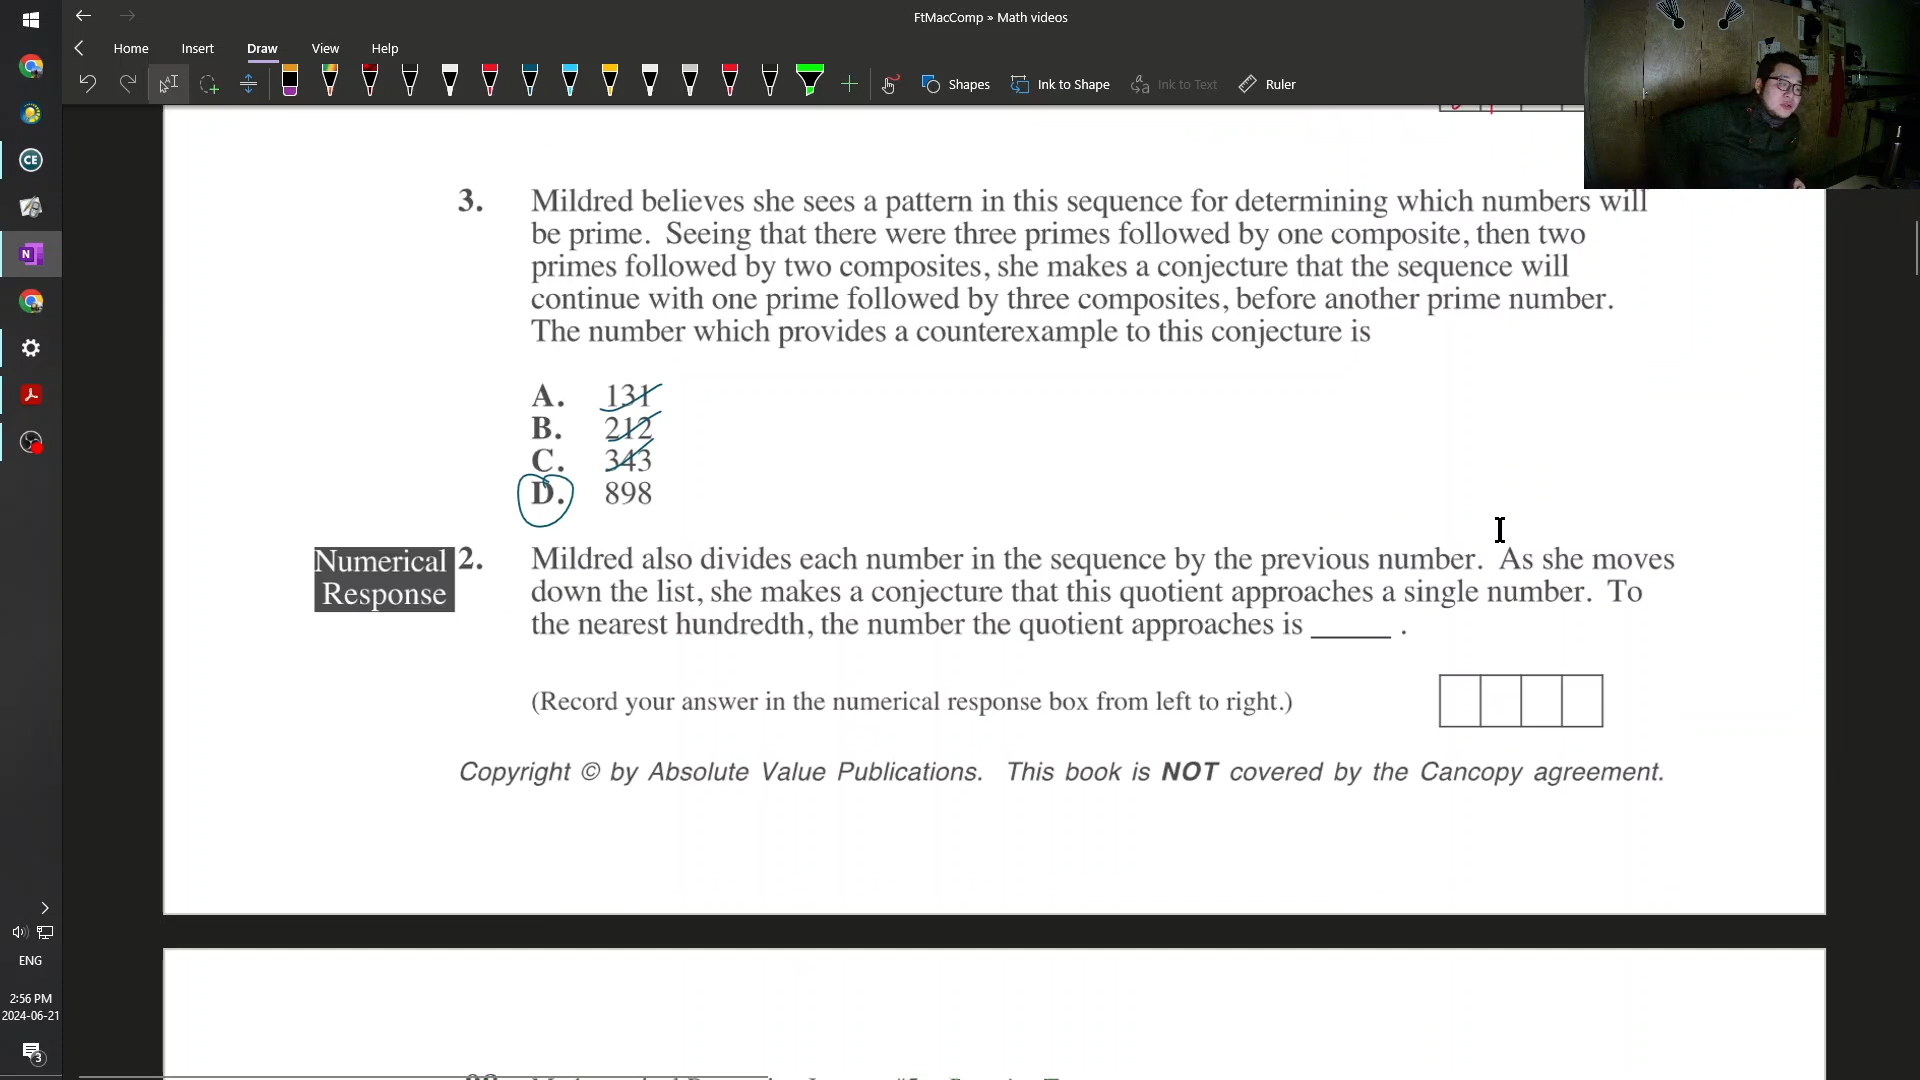 FtMacComp » Math videos
Home Insert Draw View Help
Shapes Ink to Shape Ink to Text Ruler
3. Mildred believes she sees a pattern in this sequence for determining which numbers will
be prime. Seeing that there were three primes followed by one composite, then two
primes followed by two composites, she makes a conjecture that the sequence will
continue with one prime followed by three composites, before another prime number.
The number which provides a counterexample to this conjecture is
A. 131
B. 212
C. 343
D. 898
Numerical Response
2. Mildred also divides each number in the sequence by the previous number. As she moves
down the list, she makes a conjecture that this quotient approaches a single number. To
the nearest hundredth, the number the quotient approaches is _____ .
(Record your answer in the numerical response box from left to right.)
Copyright © by Absolute Value Publications. This book is NOT covered by the Cancopy agreement.
CE
N
ENG
2:56 PM
2024-06-21
3